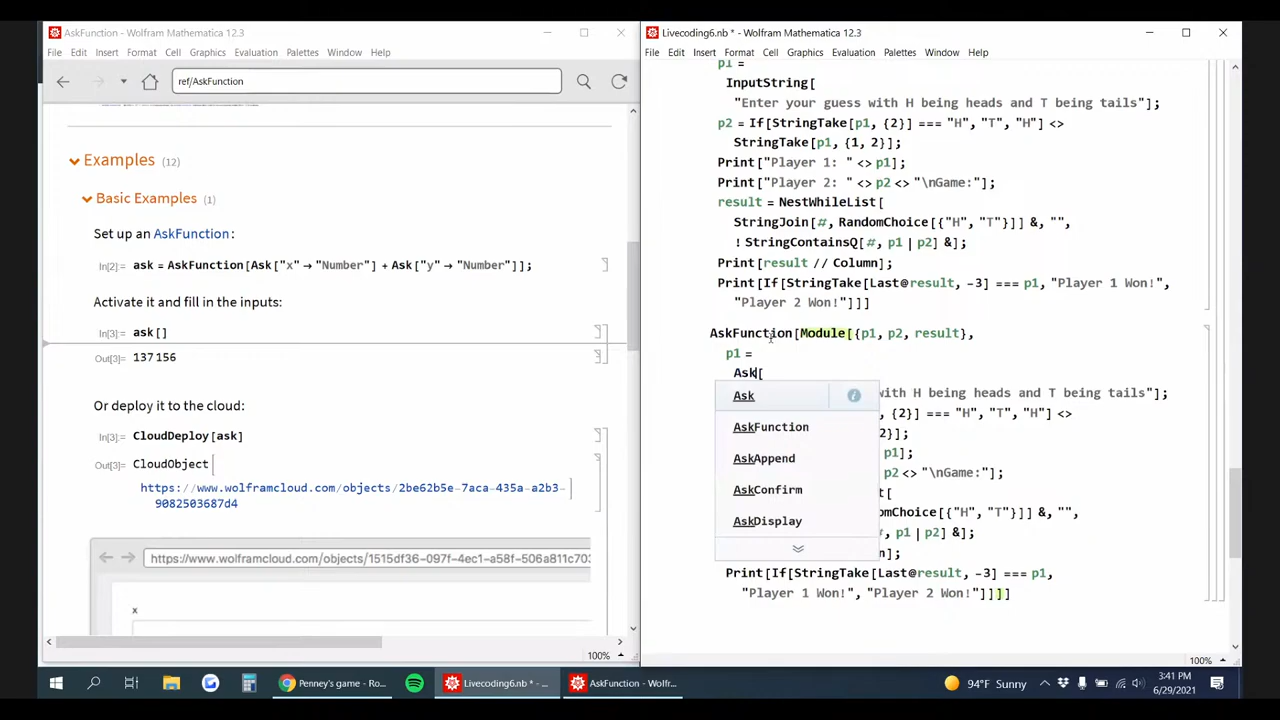 AskFunction - Wolfram Mathematica 12.3
File Edit Insert Format Cell Graphics Evaluation Palettes Window Help
ref/AskFunction
Examples (12)
Basic Examples (1)
Set up an AskFunction:
In[2]:= ask = AskFunction[Ask["x" → "Number"] + Ask["y" → "Number"]];
Activate it and fill in the inputs:
In[3]:= ask[]
Out[3]= 137156
Or deploy it to the cloud:
In[3]:= CloudDeploy[ask]
Out[3]= CloudObject[
https://www.wolframcloud.com/objects/2be62b5e-7aca-435a-a2b3-
9082503687d4
https://www.wolframcloud.com/objects/1515df36-097f-4ec1-a58f-506a811c703
x
100%
Livecoding6.nb * - Wolfram Mathematica 12.3
File Edit Insert Format Cell Graphics Evaluation Palettes Window Help
p1 =
InputString[
"Enter your guess with H being heads and T being tails"];
p2 = If[StringTake[p1, {2}] === "H", "T", "H"] <>
StringTake[p1, {1, 2}];
Print["Player 1: " <> p1];
Print["Player 2: " <> p2 <> "\nGame:"];
result = NestWhileList[
StringJoin[#, RandomChoice[{"H", "T"}]] &, "",
! StringContainsQ[#, p1 | p2] &];
Print[result // Column];
Print[If[StringTake[Last@result, -3] === p1, "Player 1 Won!",
"Player 2 Won!"]]]
AskFunction[Module[{p1, p2, result},
p1 =
Ask[
with H being heads and T being tails"];
{2}] === "H", "T", "H"] <>
2}];
p1];
p2 <> "\nGame:"];
t[
omChoice[{"H", "T"}]] &, "",
, p1 | p2] &];
n];
Print[If[StringTake[Last@result, -3] === p1,
"Player 1 Won!", "Player 2 Won!"]]]]
Ask
AskFunction
AskAppend
AskConfirm
AskDisplay
100%
Penney's game - Ro...
Livecoding6.nb * - ...
AskFunction - Wolfr...
94°F Sunny
3:41 PM
6/29/2021